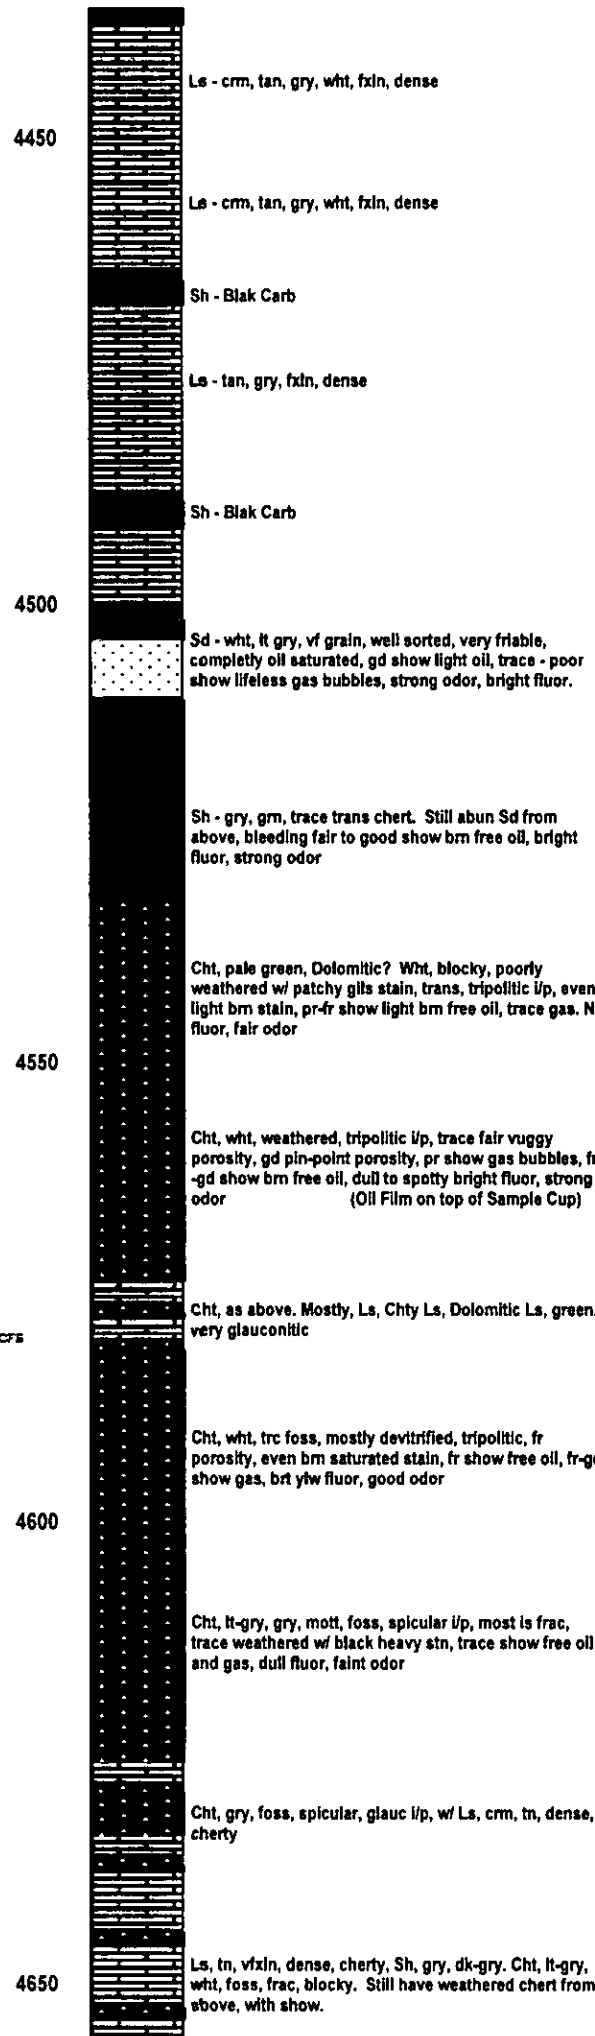 Ls - crm, tan, gry, wht, fxln, dense
4450
Ls - crm, tan, gry, wht, fxln, dense
Sh - Blak Carb
Ls - tan, gry, fxln, dense
Sh - Blak Carb
4500
Sd - wht, lt gry, vf grain, well sorted, very friable,
completly oil saturated, gd show light oil, trace - poor
show lifeless gas bubbles, strong odor, bright fluor.
Sh - gry, grn, trace trans chert. Still abun Sd from
above, bleeding fair to good show brn free oil, bright
fluor, strong odor
Cht, pale green, Dolomitic? Wht, blocky, poorly
weathered w/ patchy gils stain, trans, tripolitic i/p, even
light brn stain, pr-fr show light brn free oil, trace gas. N
fluor, fair odor
4550
Cht, wht, weathered, tripolitic i/p, trace fair vuggy
porosity, gd pin-point porosity, pr show gas bubbles, fr
-gd show brn free oil, dull to spotty bright fluor, strong
odor (Oil Film on top of Sample Cup)
Cht, as above. Mostly, Ls, Chty Ls, Dolomitic Ls, green.
very glauconitic
CFS
Cht, wht, trc foss, mostly devitrified, tripolitic, fr
porosity, even brn saturated stain, fr show free oil, fr-g
show gas, brt ylw fluor, good odor
4600
Cht, lt-gry, gry, mott, foss, spicular i/p, most is frac,
trace weathered w/ black heavy stn, trace show free oil
and gas, dull fluor, faint odor
Cht, gry, foss, spicular, glauc i/p, w/ Ls, crm, tn, dense,
cherty
Ls, tn, vfxln, dense, cherty, Sh, gry, dk-gry. Cht, lt-gry,
4650
wht, foss, frac, blocky. Still have weathered chert from
above, with show.